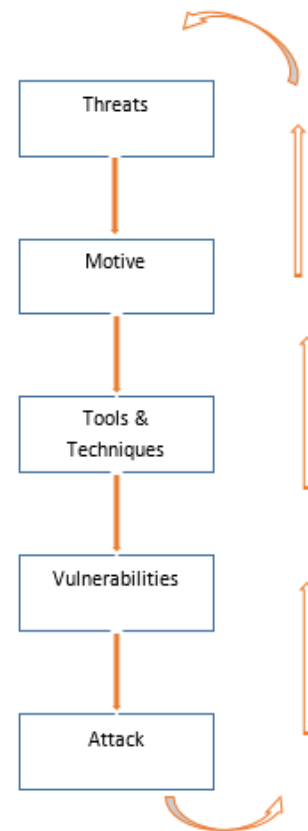 Threats
Motive
Tools &
Techniques
Vulnerabilities
Attack